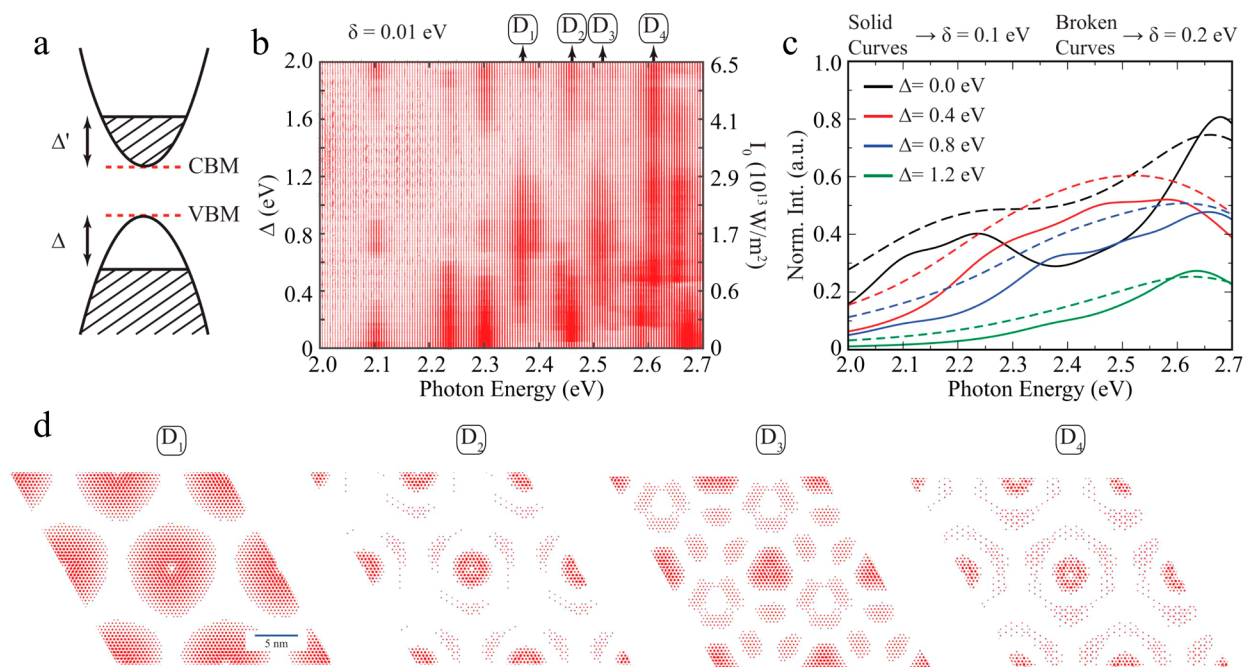 a
Δ'
CBM
VBM
Δ
b
δ = 0.01 eV
D1 D2 D3 D4
2.0
1.6
1.2
0.8
0.4
0
Δ (eV)
6.5
4.1
2.9
1.7
0.6
0
I0 (10^13 W/m^2)
2.0 2.1 2.2 2.3 2.4 2.5 2.6 2.7
Photon Energy (eV)
c
Solid Curves → δ = 0.1 eV
Broken Curves → δ = 0.2 eV
1.0
0.8
0.6
0.4
0.2
0
Norm. Int. (a.u.)
Δ= 0.0 eV
Δ= 0.4 eV
Δ= 0.8 eV
Δ= 1.2 eV
2.0 2.1 2.2 2.3 2.4 2.5 2.6 2.7
Photon Energy (eV)
d
D1 D2 D3 D4
5 nm